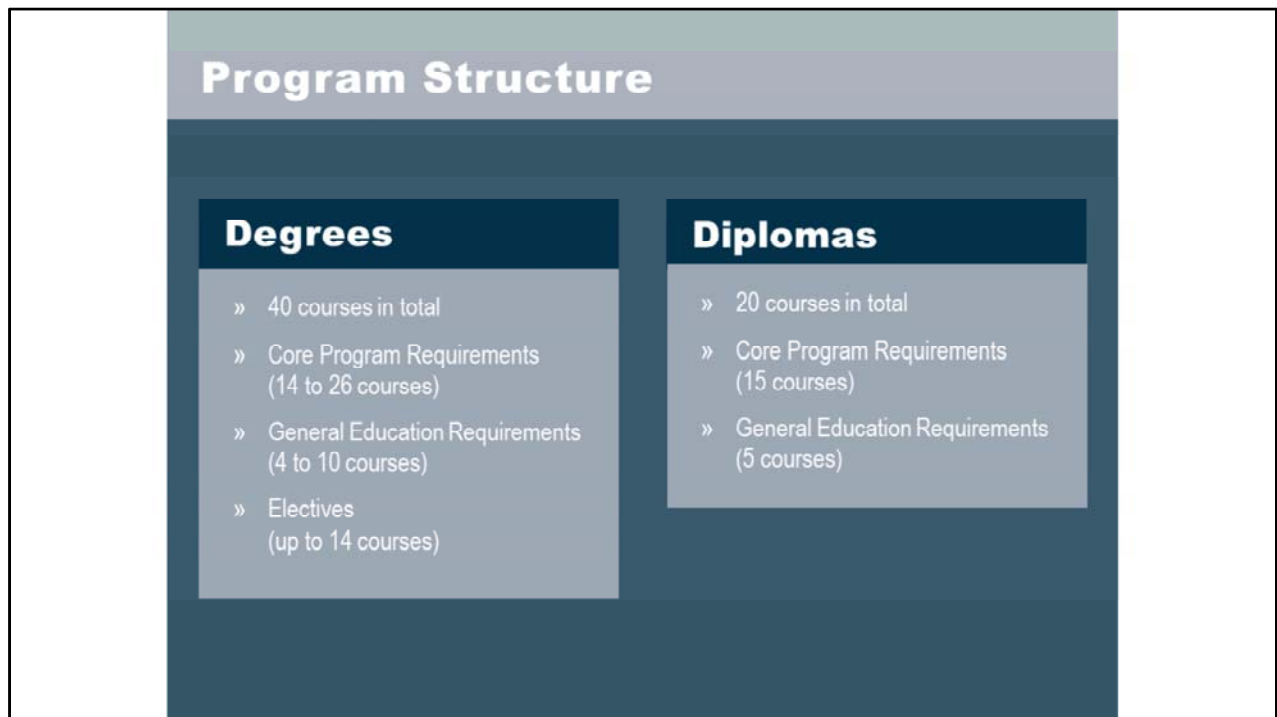 Program Structure
Degrees
» 40 courses in total
» Core Program Requirements
(14 to 26 courses)
» General Education Requirements
(4 to 10 courses)
» Electives
(up to 14 courses)
Diplomas
» 20 courses in total
» Core Program Requirements
(15 courses)
» General Education Requirements
(5 courses)